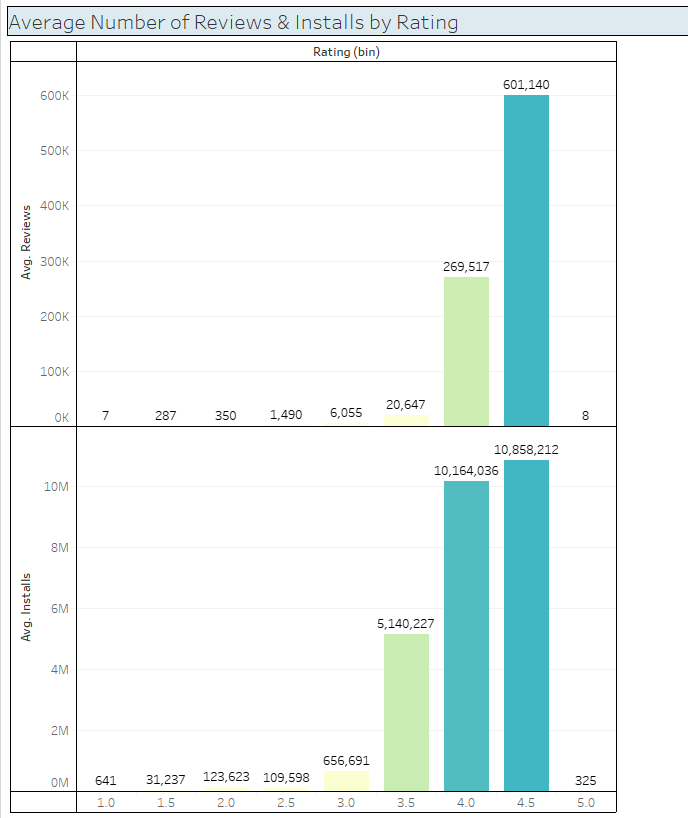 Average Number of Reviews & Installs by Rating
Rating (bin)
Avg. Reviews
600K
500K
400K
300K
200K
100K
0K
7 287 350 1,490 6,055 20,647 269,517 601,140 8
Avg. Installs
10M
8M
6M
4M
2M
0M
641 31,237 123,623 109,598 656,691 5,140,227 10,164,036 10,858,212 325
1.0 1.5 2.0 2.5 3.0 3.5 4.0 4.5 5.0